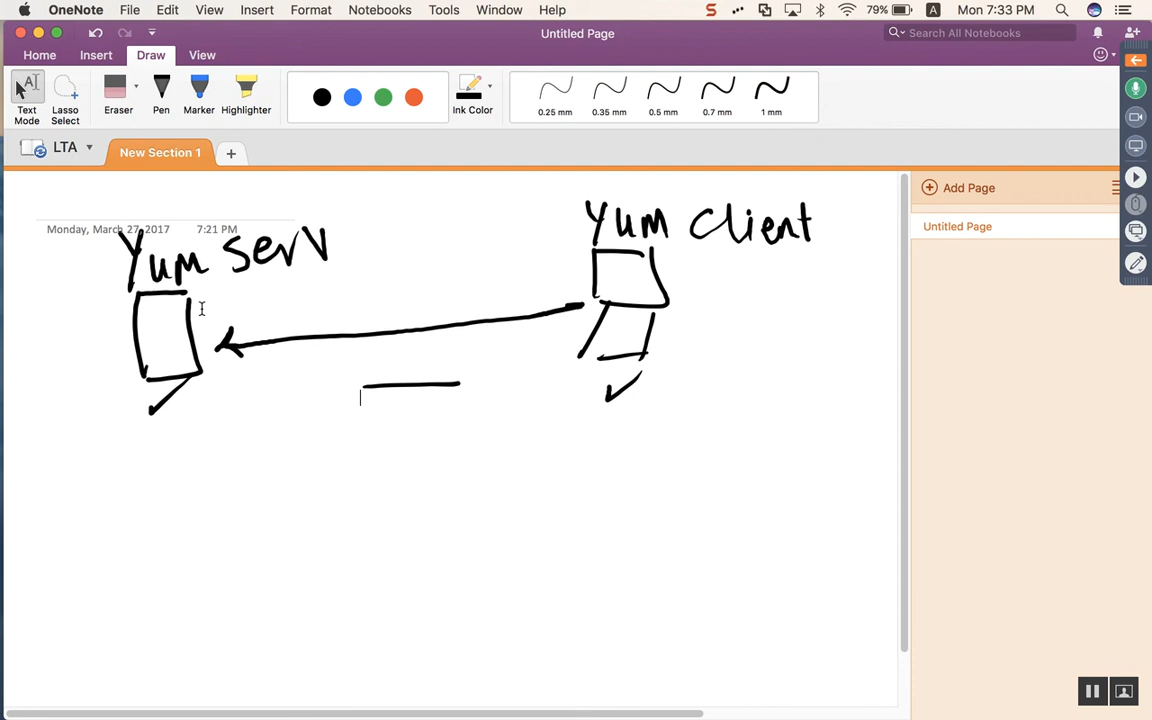 OneNote File Edit View Insert Format Notebooks Tools Window Help 79% A Mon 7:33 PM
Untitled Page
Search All Notebooks
Home Insert Draw View
Text Mode
Lasso Select
Eraser
Pen
Marker
Highlighter
Ink Color
0.25 mm 0.35 mm 0.5 mm 0.7 mm 1 mm
LTA New Section 1 +
Add Page
Untitled Page
Monday, March 27, 2017 7:21 PM
Yum serv
Yum client